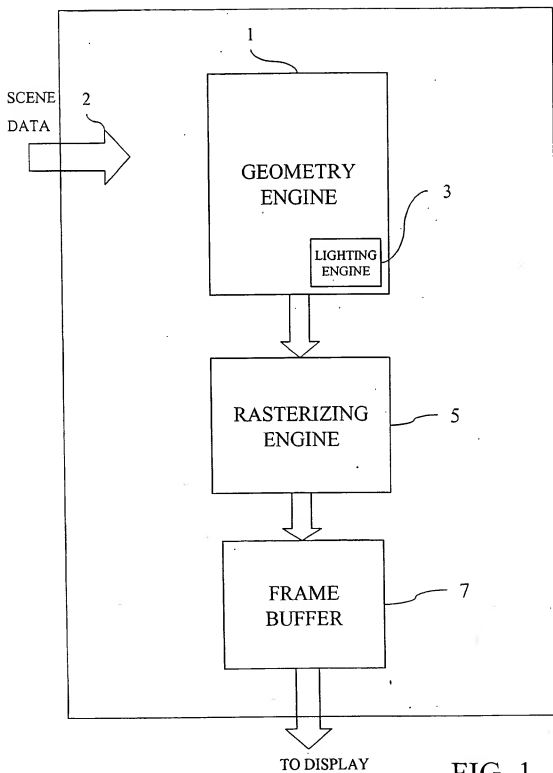 1
SCENE 2
DATA
GEOMETRY
ENGINE
3
LIGHTING
ENGINE
RASTERIZING
ENGINE
5
FRAME
BUFFER
7
TO DISPLAY
FIG. 1